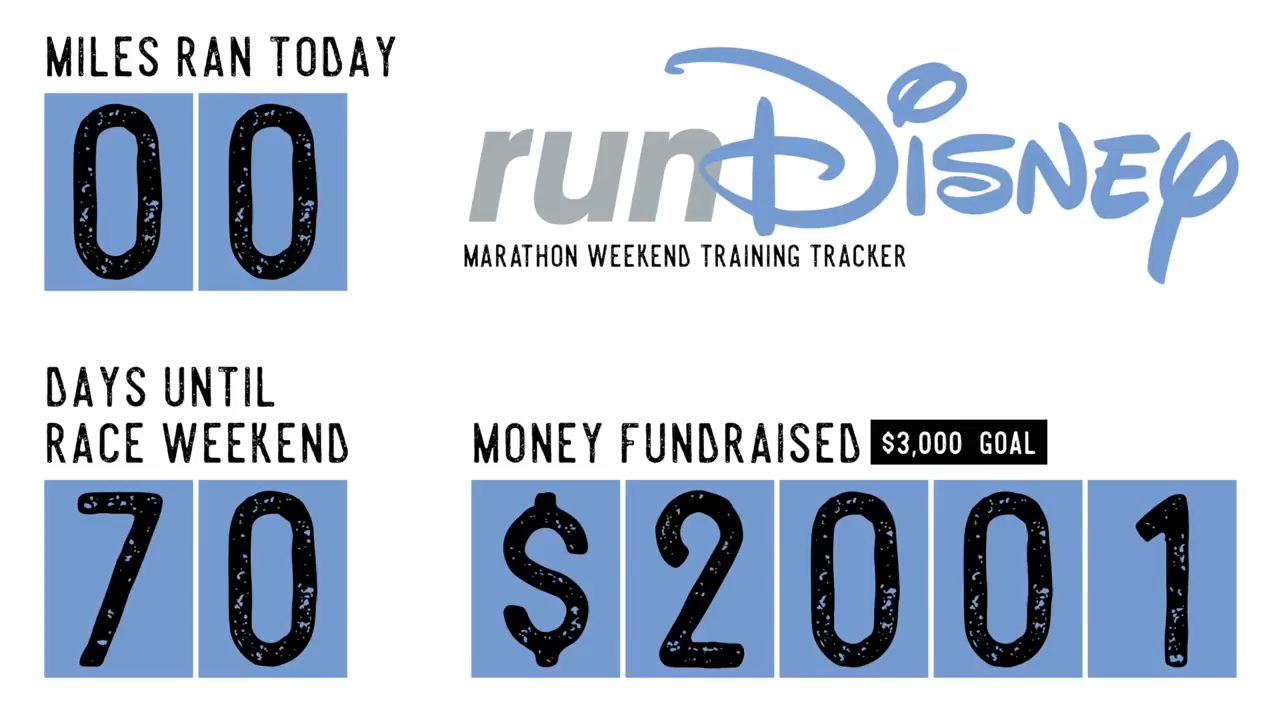 MILES RAN TODAY
00
runDisney
MARATHON WEEKEND TRAINING TRACKER
DAYS UNTIL
RACE WEEKEND
70
MONEY FUNDRAISED $3,000 GOAL
$2001